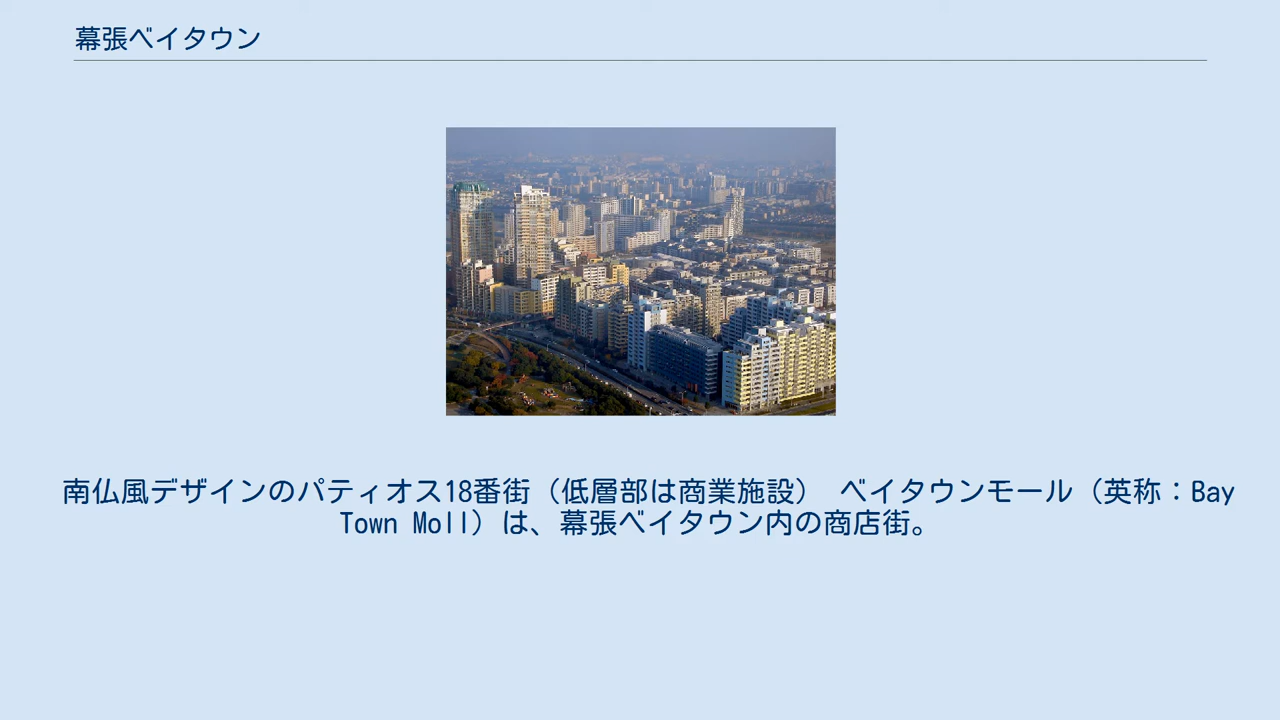 幕張ベイタウン
南仏風デザインのパティオス18番街（低層部は商業施設） ベイタウンモール（英称：Bay
Town Moll）は、幕張ベイタウン内の商店街。